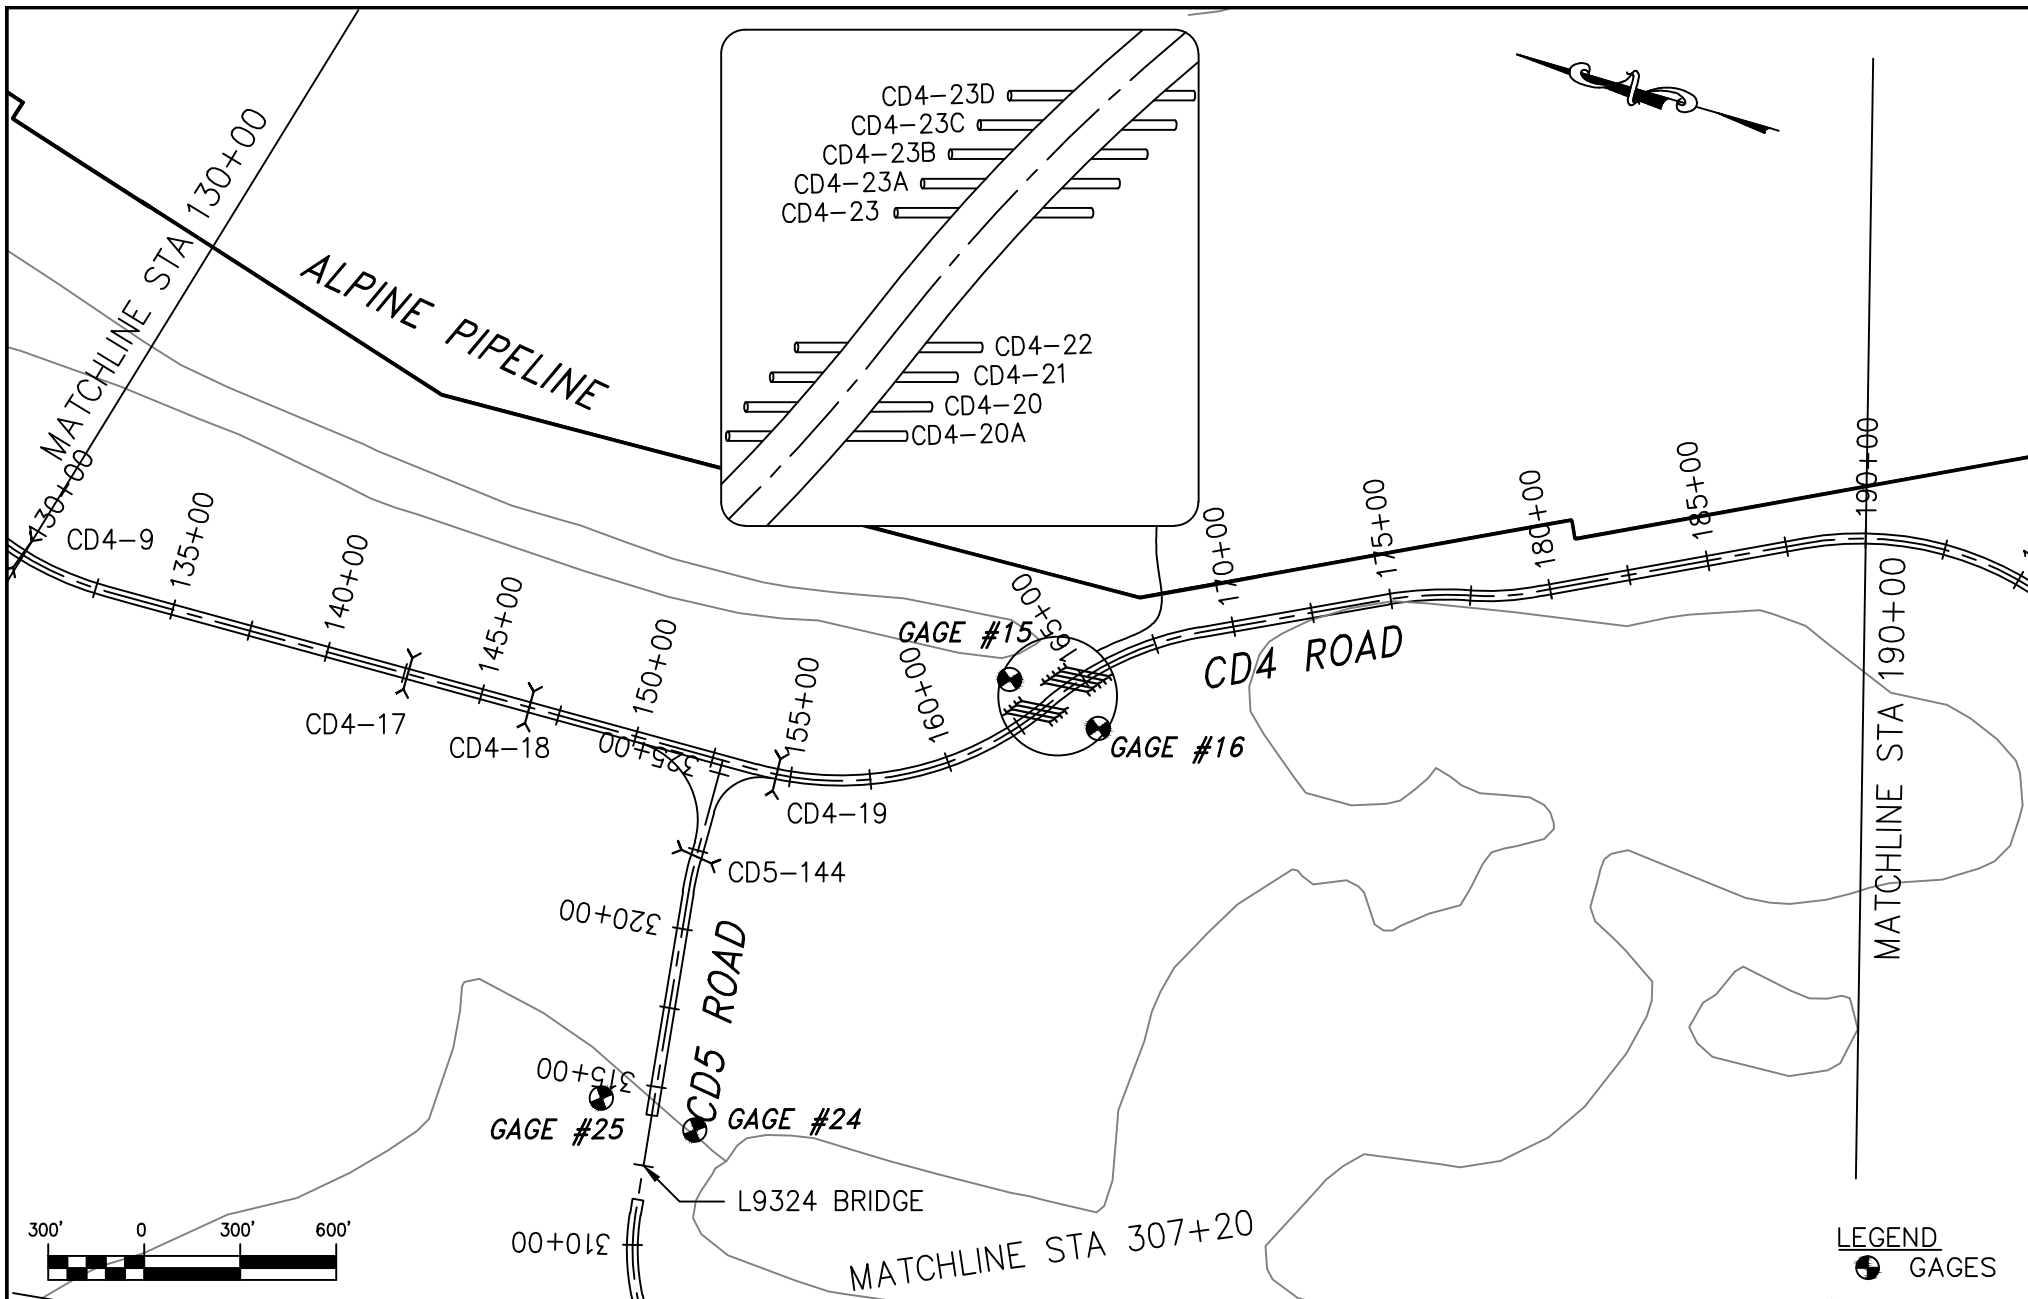 CD4-23D
CD4-23C
CD4-23B
CD4-23A
CD4-23
CD4-22
CD4-21
CD4-20
CD4-20A
MATCHLINE STA 130+00
ALPINE PIPELINE
130+00
CD4-9
135+00
140+00
145+00
150+00
155+00
160+00
165+00
170+00
175+00
180+00
185+00
190+00
MATCHLINE STA 190+00
GAGE #15
GAGE #16
CD4 ROAD
CD4-17
CD4-18
CD4-19
325+00
CD5-144
320+00
CD5 ROAD
315+00
GAGE #25
GAGE #24
L9324 BRIDGE
310+00
MATCHLINE STA 307+20
300' 0 300' 600'
LEGEND
GAGES